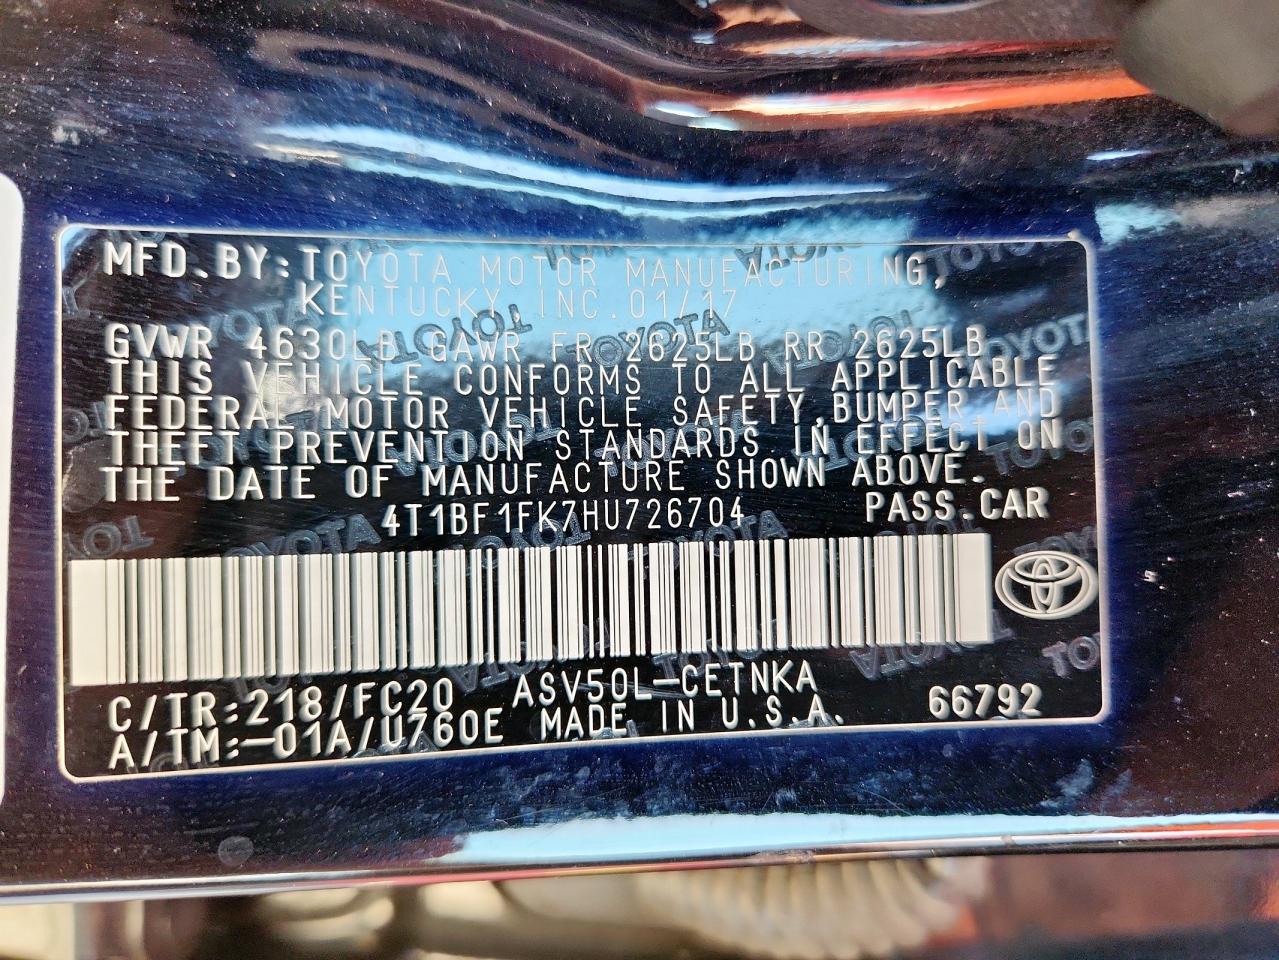 MFD.BY:TOYOTA MOTOR MANUFACTURING,
KENTUCKY, INC. 01/17
GVWR 4630LB GAWR FR 2625LB RR 2625LB
THIS VEHICLE CONFORMS TO ALL APPLICABLE
FEDERAL MOTOR VEHICLE SAFETY,BUMPER,AND
THEFT PREVENTION STANDARDS IN EFFECT ON
THE DATE OF MANUFACTURE SHOWN ABOVE.
4T1BF1FK7HU726704 PASS.CAR
C/TR:218/FC20 ASV50L-CETNKA
A/TM:-01A/U760E MADE IN U.S.A. 66792